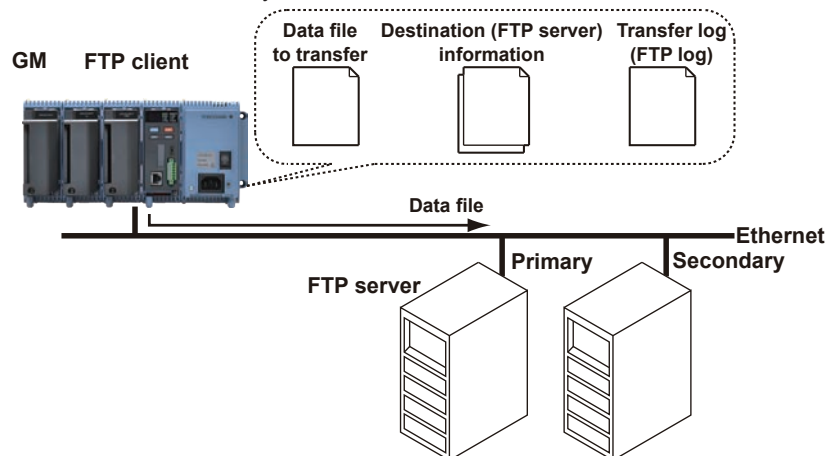 Data file
to transfer
Destination (FTP server)
information
Transfer log
(FTP log)
GM
FTP client
Data file
Ethernet
Primary
Secondary
FTP server